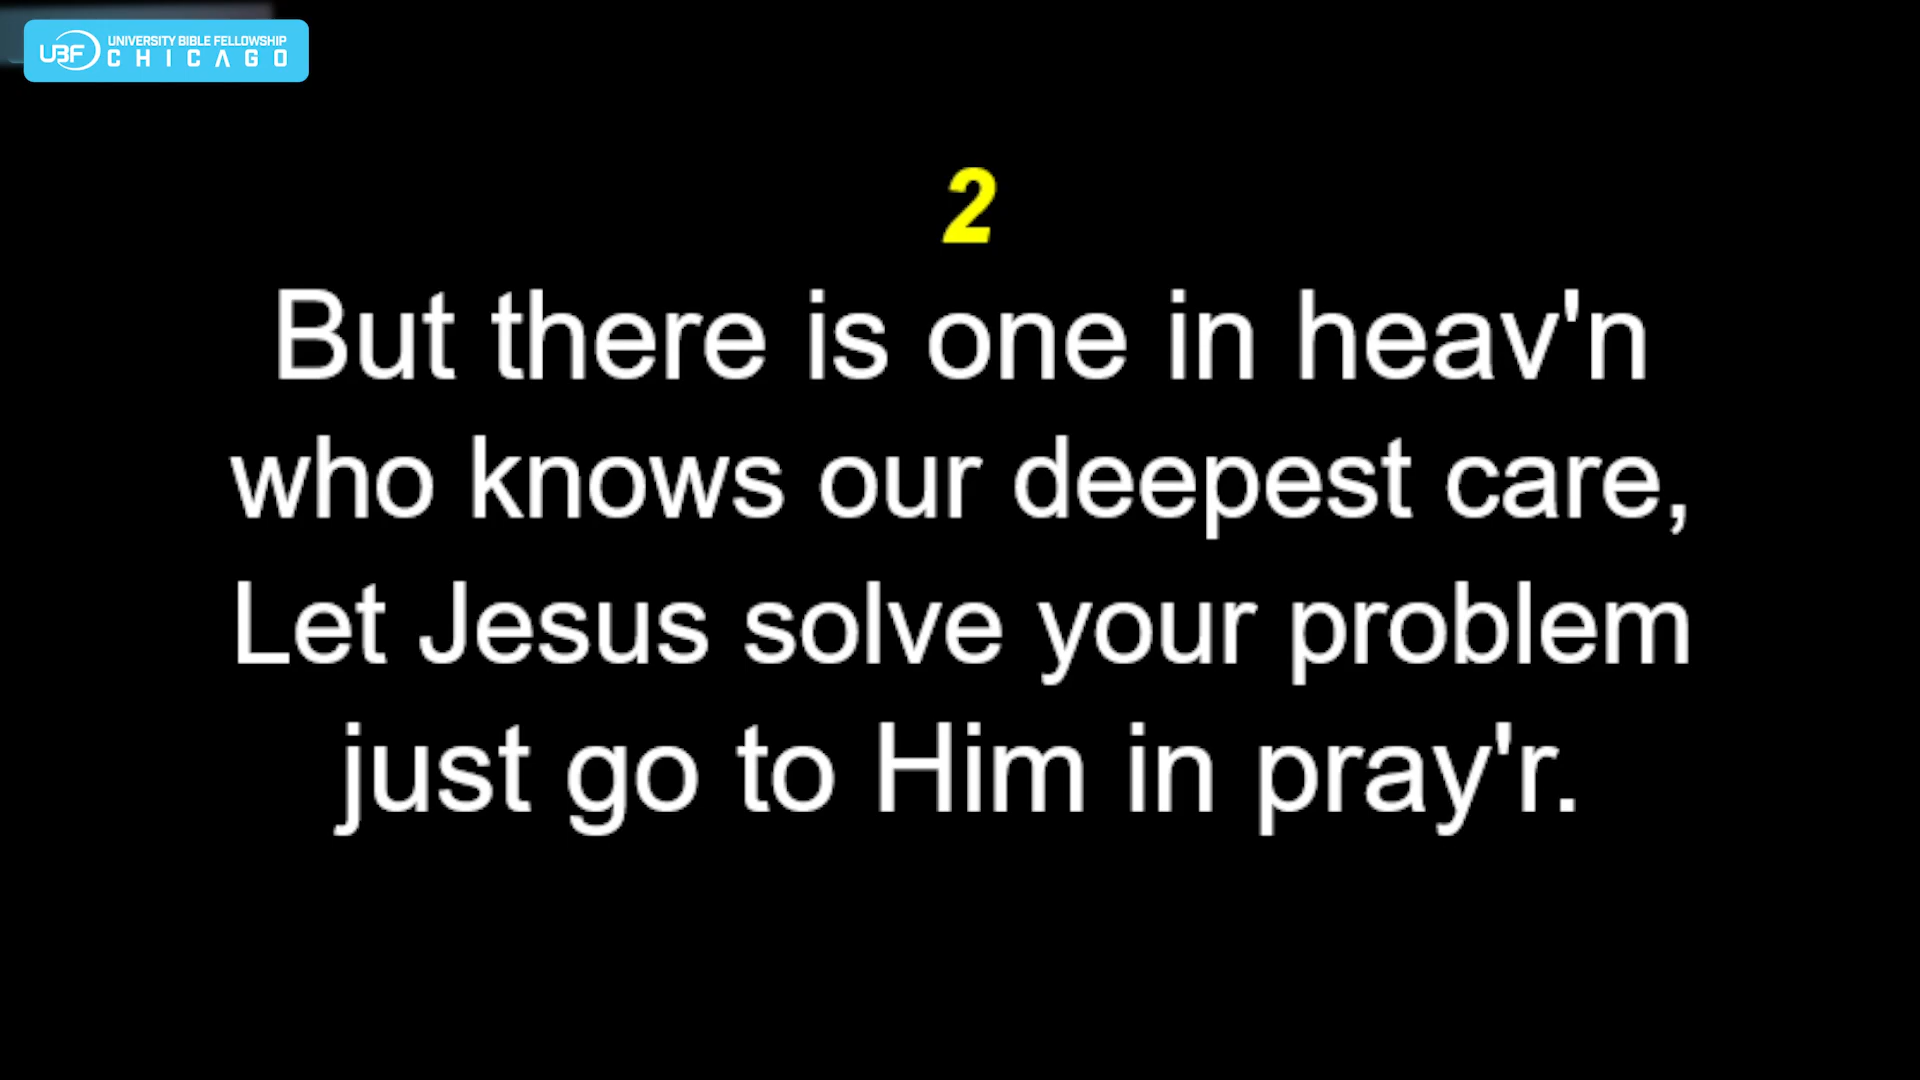 UBF UNIVERSITY BIBLE FELLOWSHIP
CHICAGO
2
But there is one in heav'n
who knows our deepest care,
Let Jesus solve your problem
just go to Him in pray'r.